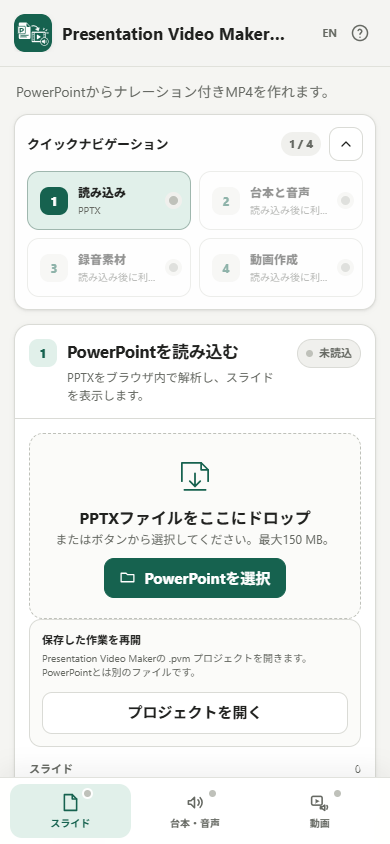 Presentation Video Maker...
EN
PowerPointからナレーション付きMP4を作れます。
クイックナビゲーション
1 / 4
1
読み込み
PPTX
2
台本と音声
読み込み後に利...
3
録音素材
読み込み後に利...
4
動画作成
読み込み後に利...
1
PowerPointを読み込む
未読込
PPTXをブラウザ内で解析し、スライド
を表示します。
PPTXファイルをここにドロップ
またはボタンから選択してください。最大150 MB。
PowerPointを選択
保存した作業を再開
Presentation Video Makerの .pvm プロジェクトを開きます。
PowerPointとは別のファイルです。
プロジェクトを開く
スライド
0
スライド
台本・音声
動画